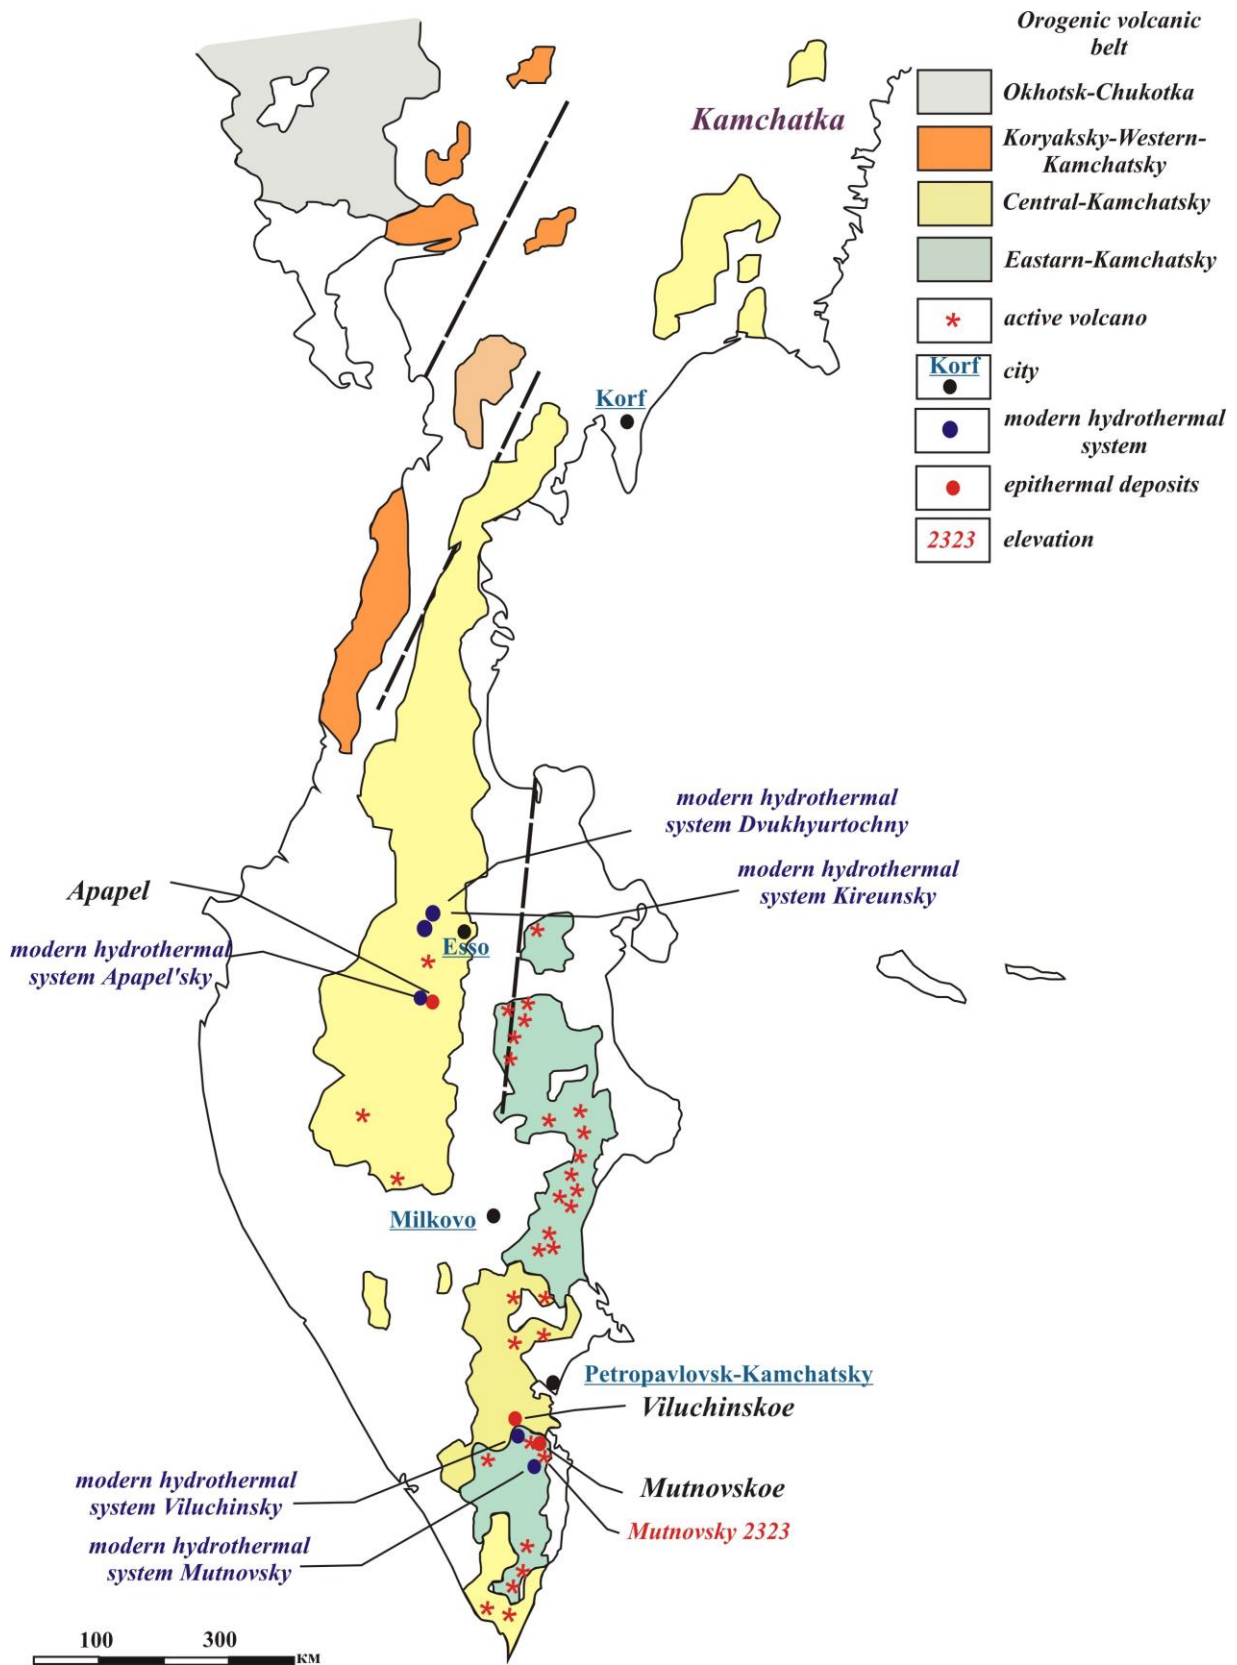 Orogenic volcanic
belt
Okhotsk-Chukotka
Koryaksky-Western-
Kamchatsky
Central-Kamchatsky
Eastarn-Kamchatsky
active volcano
Korf
city
modern hydrothermal
system
epithermal deposits
2323
elevation
Kamchatka
Korf
modern hydrothermal
system Dvukhyurtochny
modern hydrothermal
system Kireunsky
Apapel
modern hydrothermal
system Apapel'sky
Esso
Milkovo
Petropavlovsk-Kamchatsky
Viluchinskoe
modern hydrothermal
system Viluchinsky
Mutnovskoe
Mutnovsky 2323
modern hydrothermal
system Mutnovsky
100 300
км